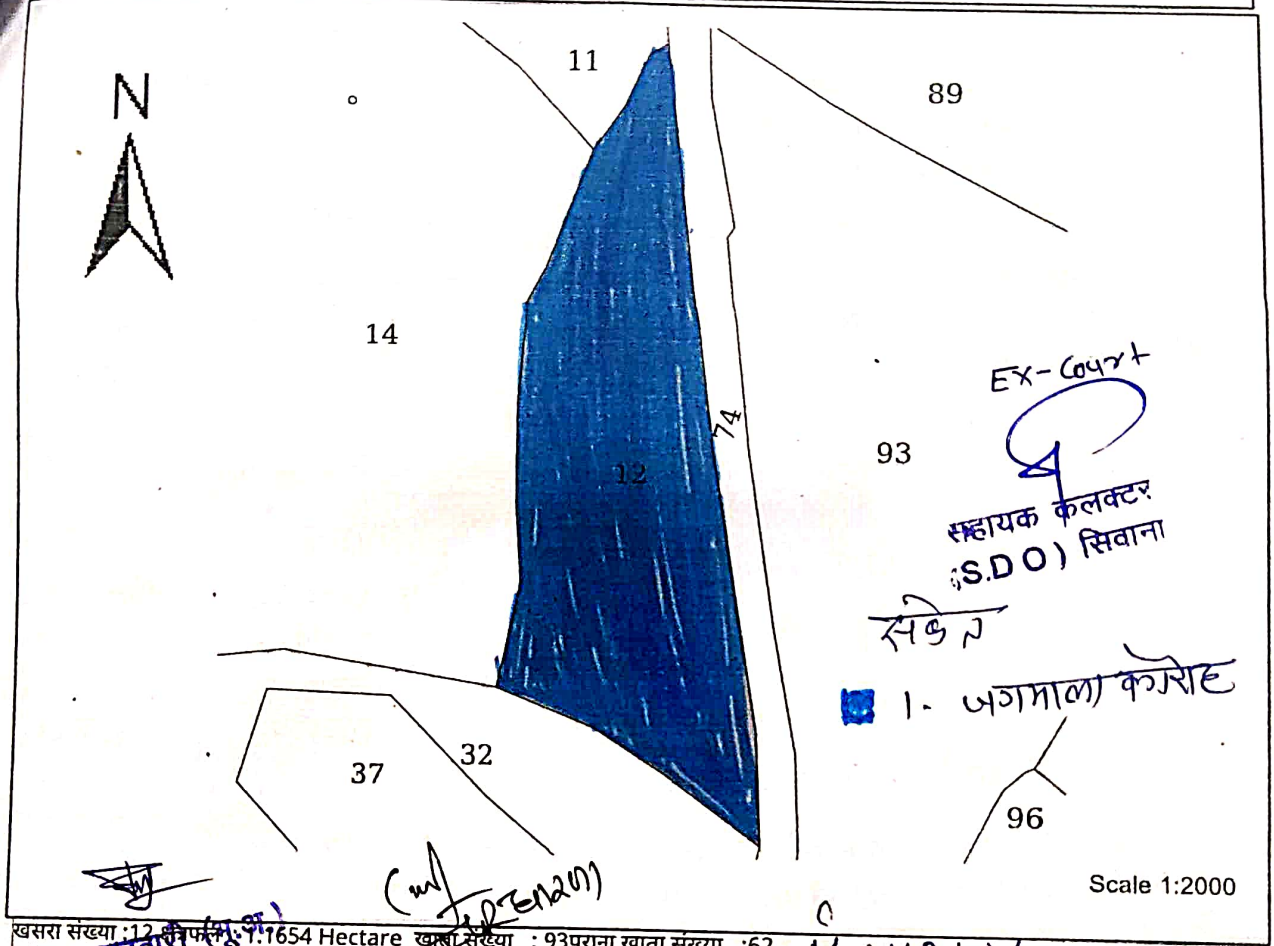 N
11
89
14
Ex-Court
74
93
12
सहायक कलक्टर
(S.D O) सिवाना
संकेत
1. जगमाला
32
37
96
Scale 1:2000
(भू.अ.)
खसरा संख्या :12 क्षेत्रफल : 1.1654 Hectare खाता संख्या : 93पुराना खाता संख्या :62